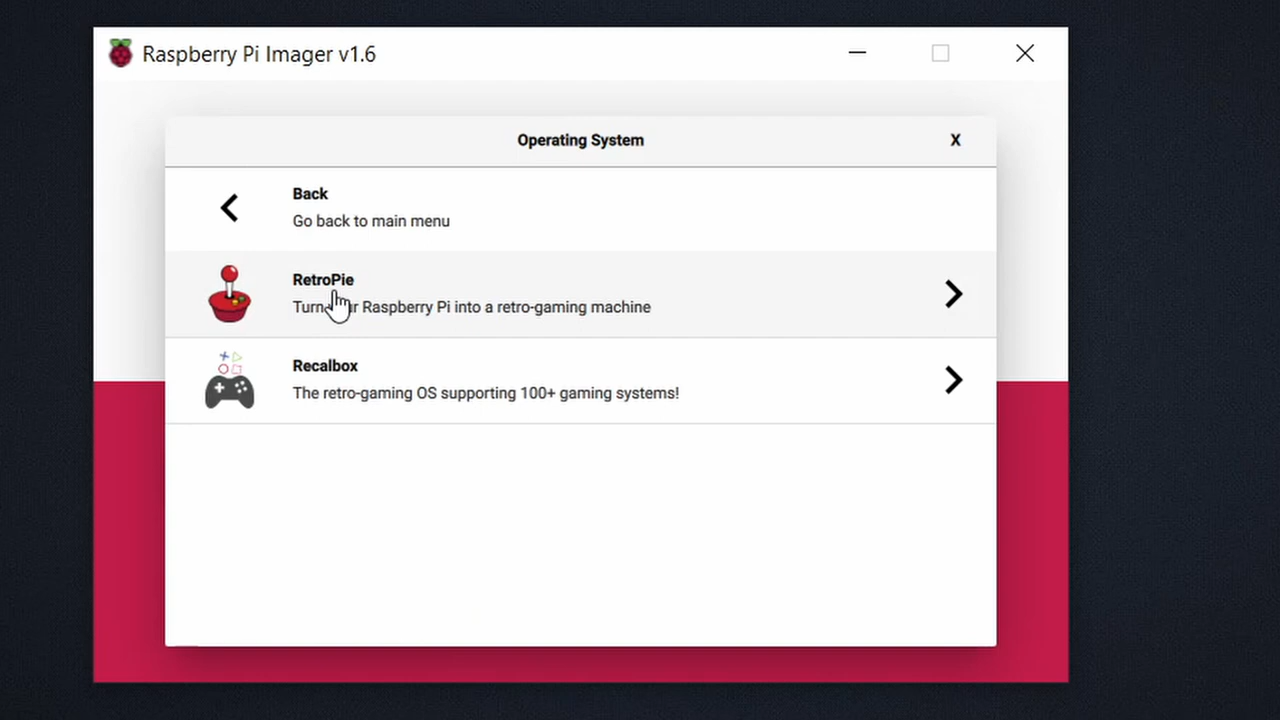 Raspberry Pi Imager v1.6
Operating System
X
Back
Go back to main menu
RetroPie
Raspberry Pi into a retro-gaming machine
Recalbox
The retro-gaming OS supporting 100+ gaming systems!